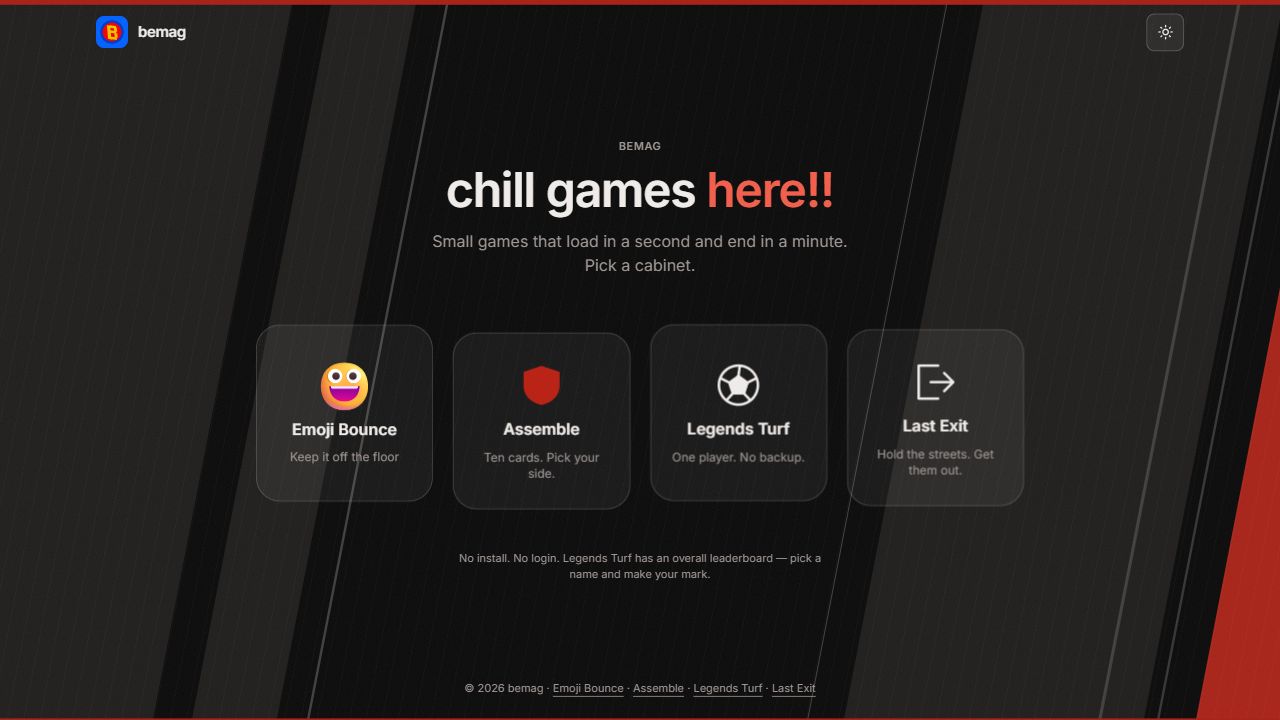 bemag
BEMAG
chill games here!!
Small games that load in a second and end in a minute.
Pick a cabinet.
Emoji Bounce
Keep it off the floor
Assemble
Ten cards. Pick your
side.
Legends Turf
One player. No backup.
Last Exit
Hold the streets. Get
them out.
No install. No login. Legends Turf has an overall leaderboard — pick a
name and make your mark.
© 2026 bemag · Emoji Bounce · Assemble · Legends Turf · Last Exit